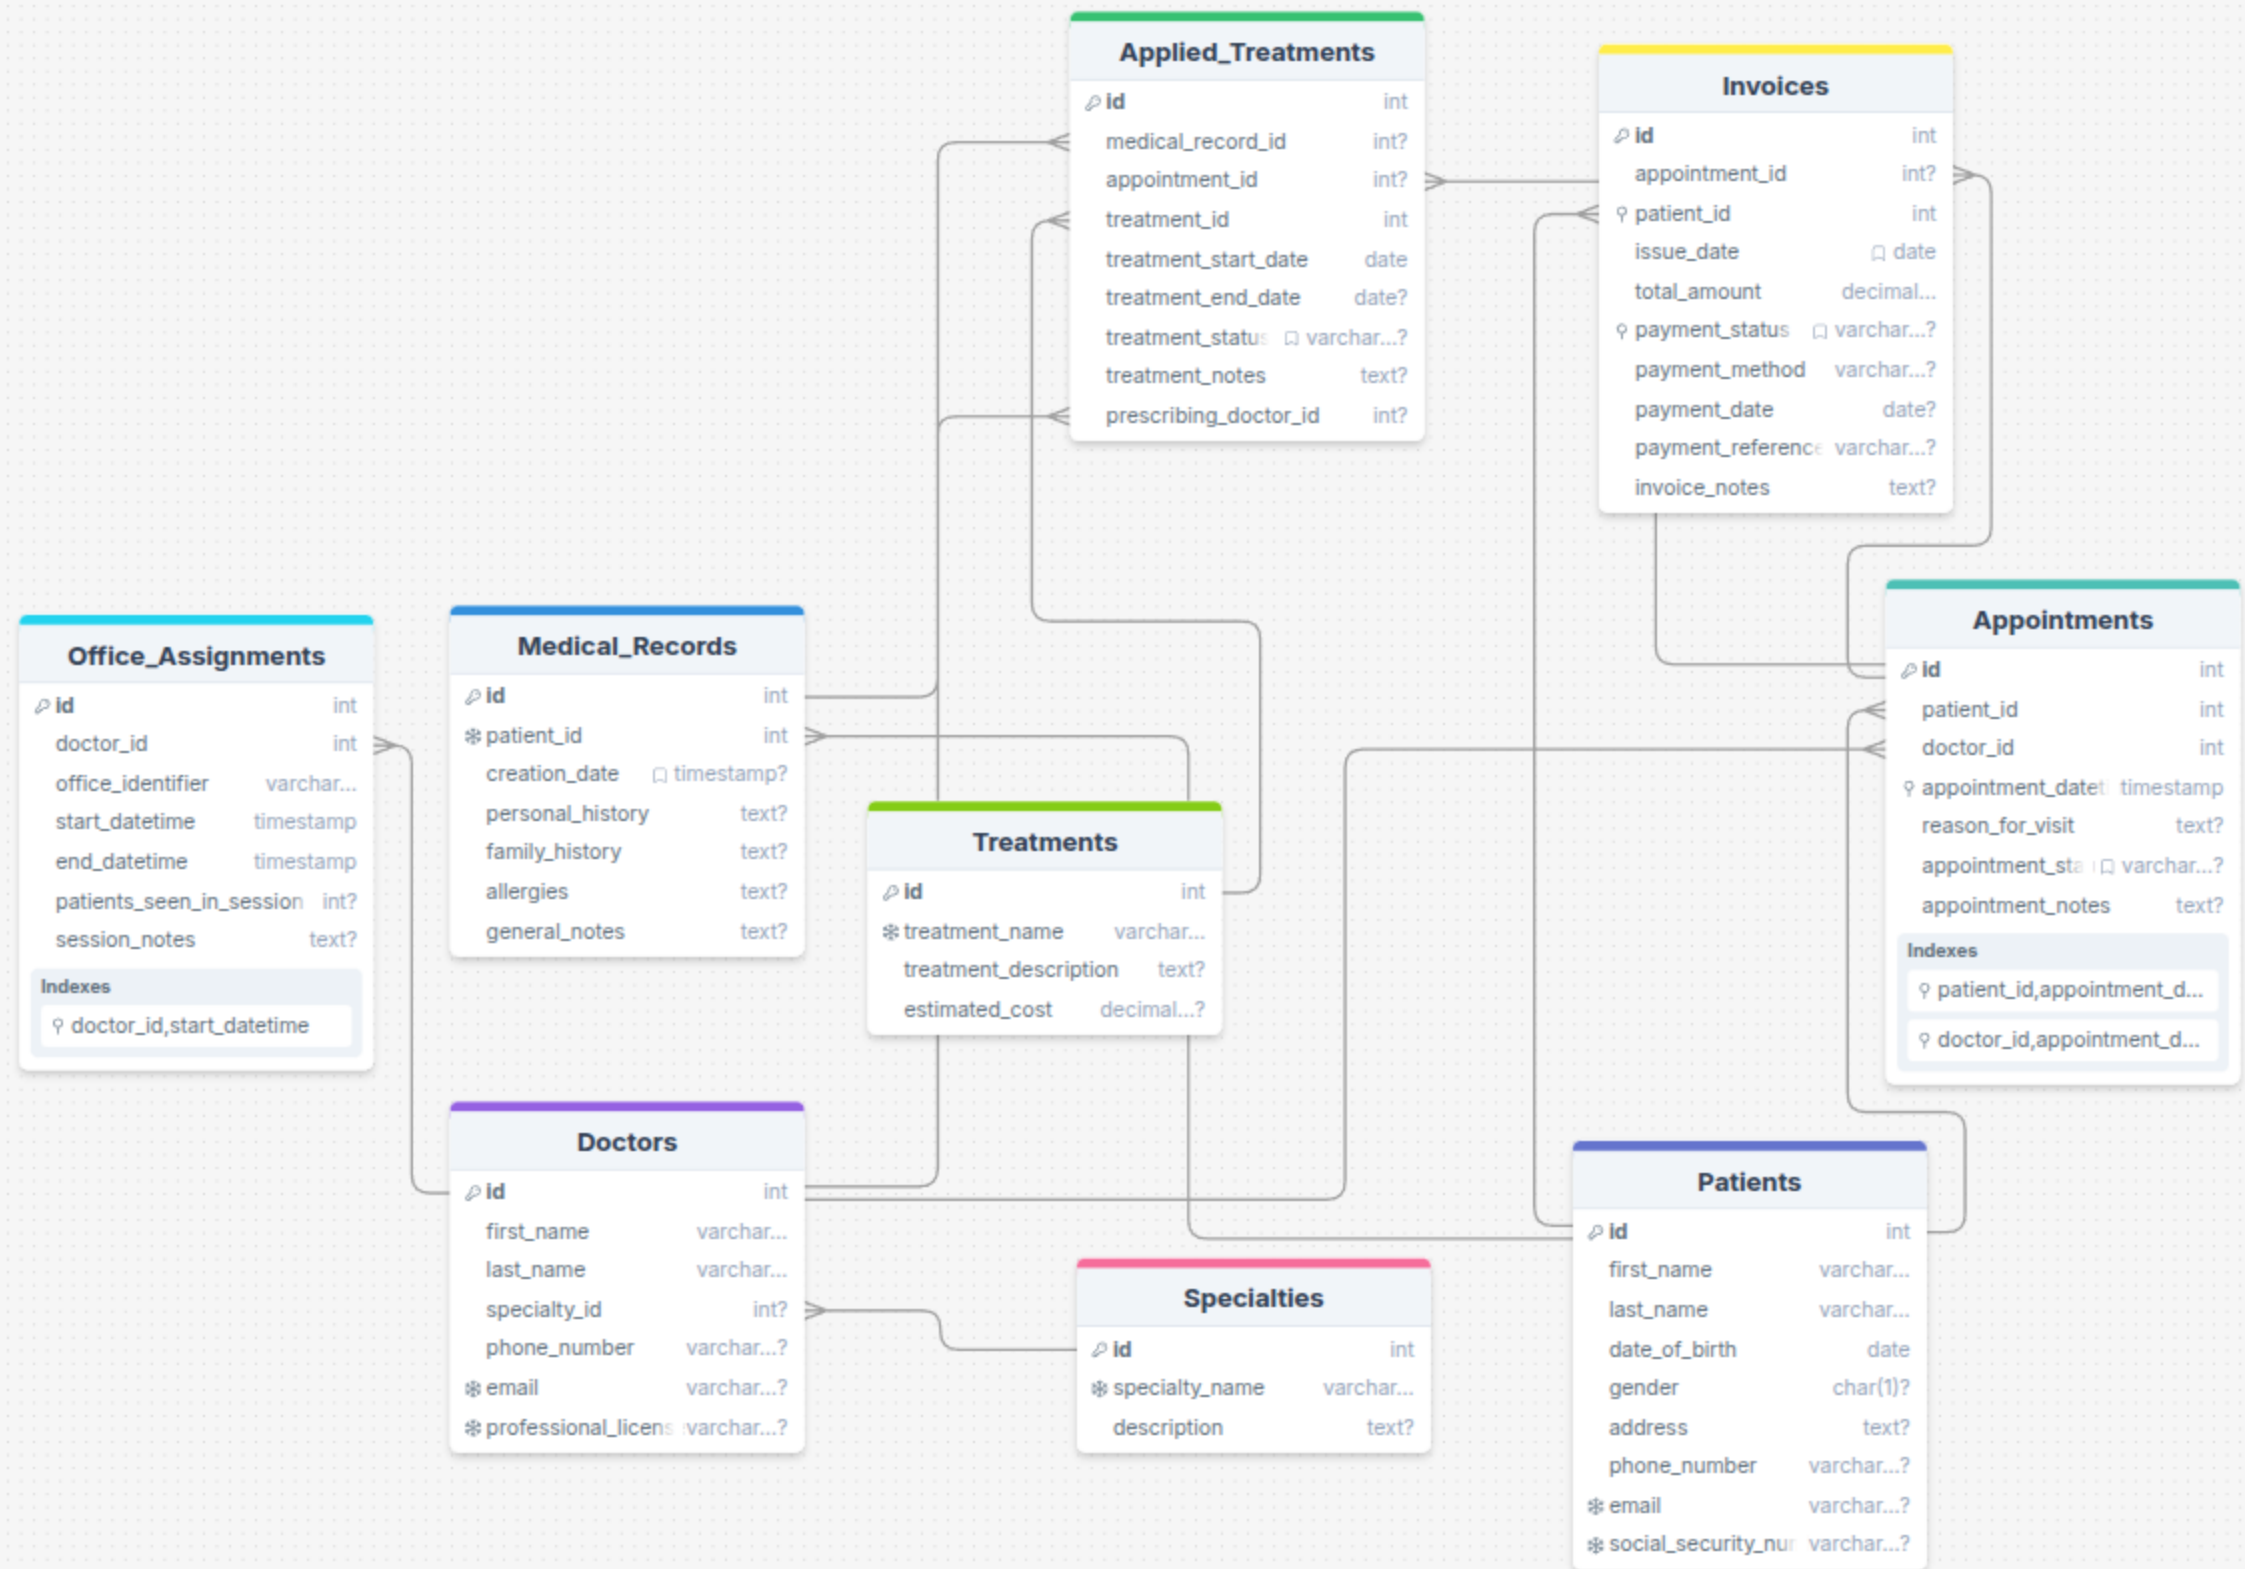 Applied_Treatments
id int
medical_record_id int?
appointment_id int?
treatment_id int
treatment_start_date date
treatment_end_date date?
treatment_status varchar...?
treatment_notes text?
prescribing_doctor_id int?
Invoices
id int
appointment_id int?
patient_id int
issue_date date
total_amount decimal...
payment_status varchar...?
payment_method varchar...?
payment_date date?
payment_reference varchar...?
invoice_notes text?
Office_Assignments
id int
doctor_id int
office_identifier varchar...
start_datetime timestamp
end_datetime timestamp
patients_seen_in_session int?
session_notes text?
Indexes
doctor_id,start_datetime
Medical_Records
id int
patient_id int
creation_date timestamp?
personal_history text?
family_history text?
allergies text?
general_notes text?
Treatments
id int
treatment_name varchar...
treatment_description text?
estimated_cost decimal...?
Appointments
id int
patient_id int
doctor_id int
appointment_datet timestamp
reason_for_visit text?
appointment_sta varchar...?
appointment_notes text?
Indexes
patient_id,appointment_d...
doctor_id,appointment_d...
Doctors
id int
first_name varchar...
last_name varchar...
specialty_id int?
phone_number varchar...?
email varchar...?
professional_licens varchar...?
Specialties
id int
specialty_name varchar...
description text?
Patients
id int
first_name varchar...
last_name varchar...
date_of_birth date
gender char(1)?
address text?
phone_number varchar...?
email varchar...?
social_security_nur varchar...?